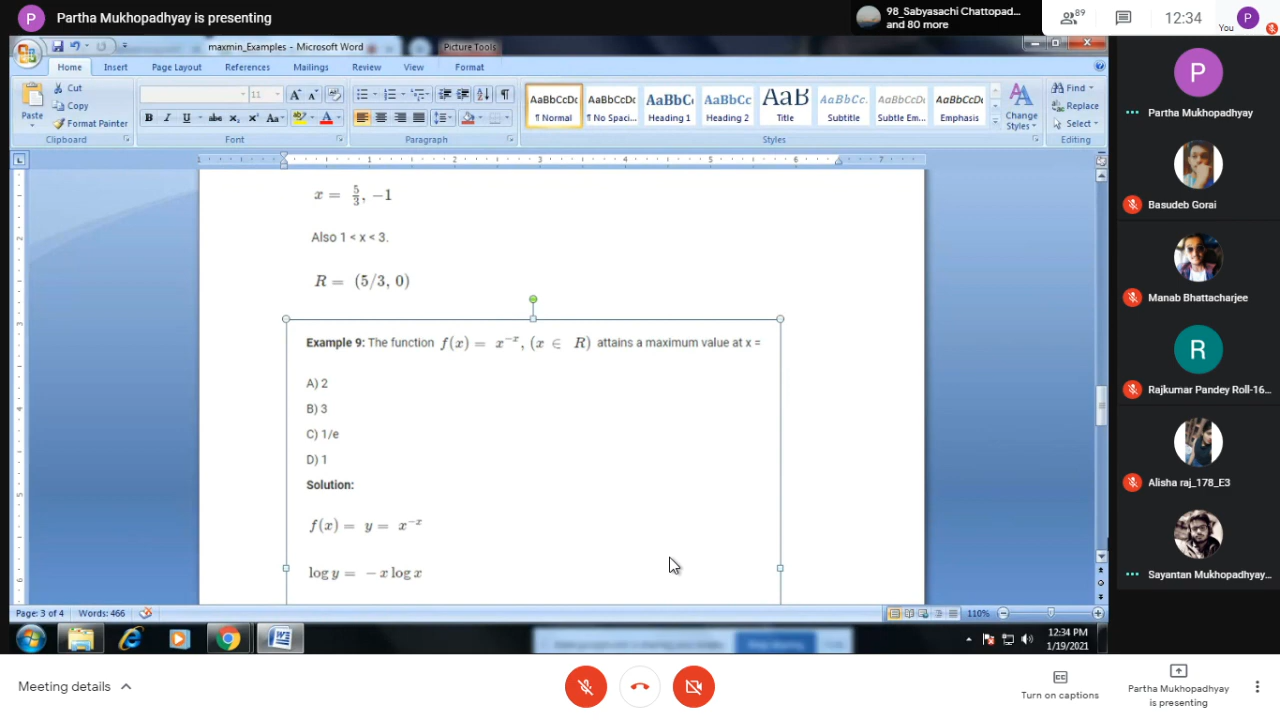 P
Partha Mukhopadhyay is presenting
98_Sabyasachi Chattopad...
and 80 more
89
12:34
You
P
maxmin_Examples - Microsoft Word
Picture Tools
Home
Insert
Page Layout
References
Mailings
Review
View
Format
Paste
Cut
Copy
Format Painter
Clipboard
11
Font
Paragraph
AaBbCcDc
¶ Normal
AaBbCcDc
¶ No Spaci...
AaBbC
Heading 1
AaBbCc
Heading 2
AaB
Title
AaBbCc.
Subtitle
AaBbCcDc
Subtle Em...
AaBbCcDc
Emphasis
Change
Styles
Styles
Find
Replace
Select
Editing
x = 5/3, −1
Also 1 < x < 3.
R = (5/3, 0)
Example 9: The function f(x) = x⁻ˣ, (x ∈ R) attains a maximum value at x =
A) 2
B) 3
C) 1/e
D) 1
Solution:
f(x) = y = x⁻ˣ
log y = − x log x
Page: 3 of 4
Words: 466
110%
12:34 PM
1/19/2021
P
Partha Mukhopadhyay
Basudeb Gorai
Manab Bhattacharjee
R
Rajkumar Pandey Roll-16...
Alisha raj_178_E3
Sayantan Mukhopadhyay...
Meeting details
Turn on captions
Partha Mukhopadhyay
is presenting